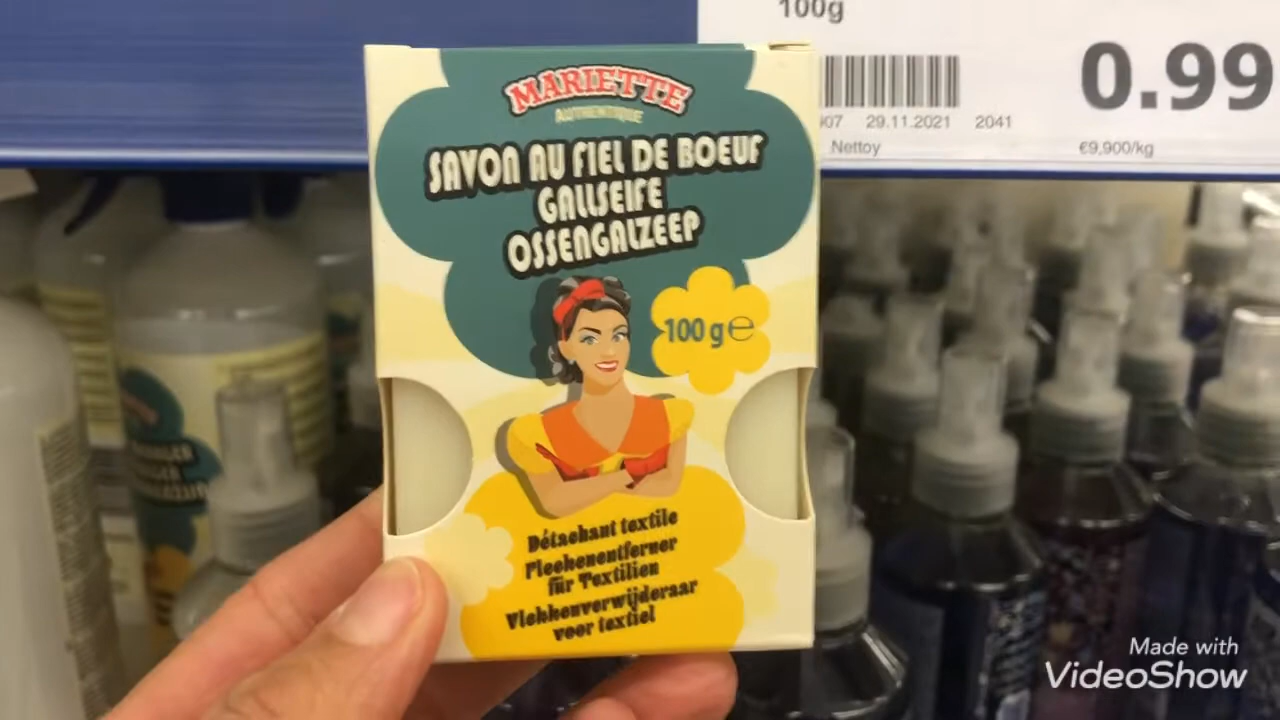 100g
0.99
29.11.2021 2041
Nettoy
€9,900/kg
MARIETTE
AUTHENTIQUE
SAVON AU FIEL DE BOEUF
GALLSEIFE
OSSENGALZEEP
100 g ℮
Détachant textile
Fleckenentferner
für Textilien
Vlekkenverwijderaar
voor textiel
Made with
VideoShow